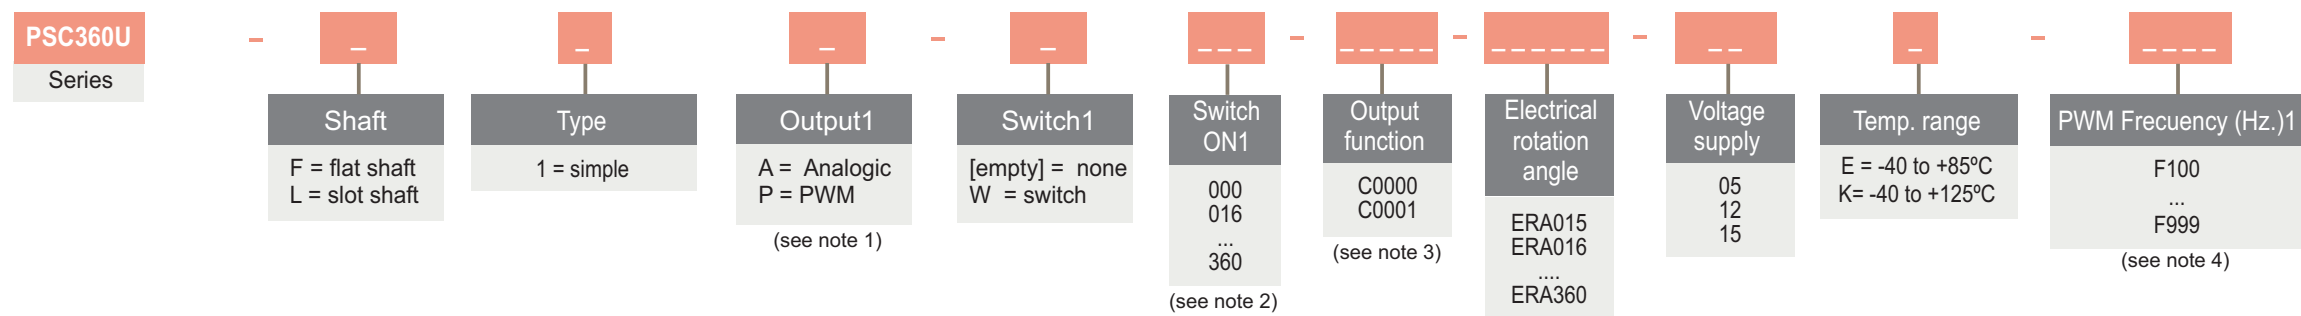 PSC360U - _ _ _ - _ _ _ _ - _ _ _ _ _ - _ _ _ _ _ _ - _ _ _ - _ _ _ _
Series
Shaft
F = flat shaft
L = slot shaft
Type
1 = simple
Output1
A = Analogic
P = PWM
(see note 1)
Switch1
[empty] = none
W = switch
Switch
ON1
000
016
...
360
(see note 2)
Output
function
C0000
C0001
(see note 3)
Electrical
rotation
angle
ERA015
ERA016
....
ERA360
Voltage
supply
05
12
15
Temp. range
E = -40 to +85ºC
K= -40 to +125ºC
PWM Frecuency (Hz.)1
F100
...
F999
(see note 4)